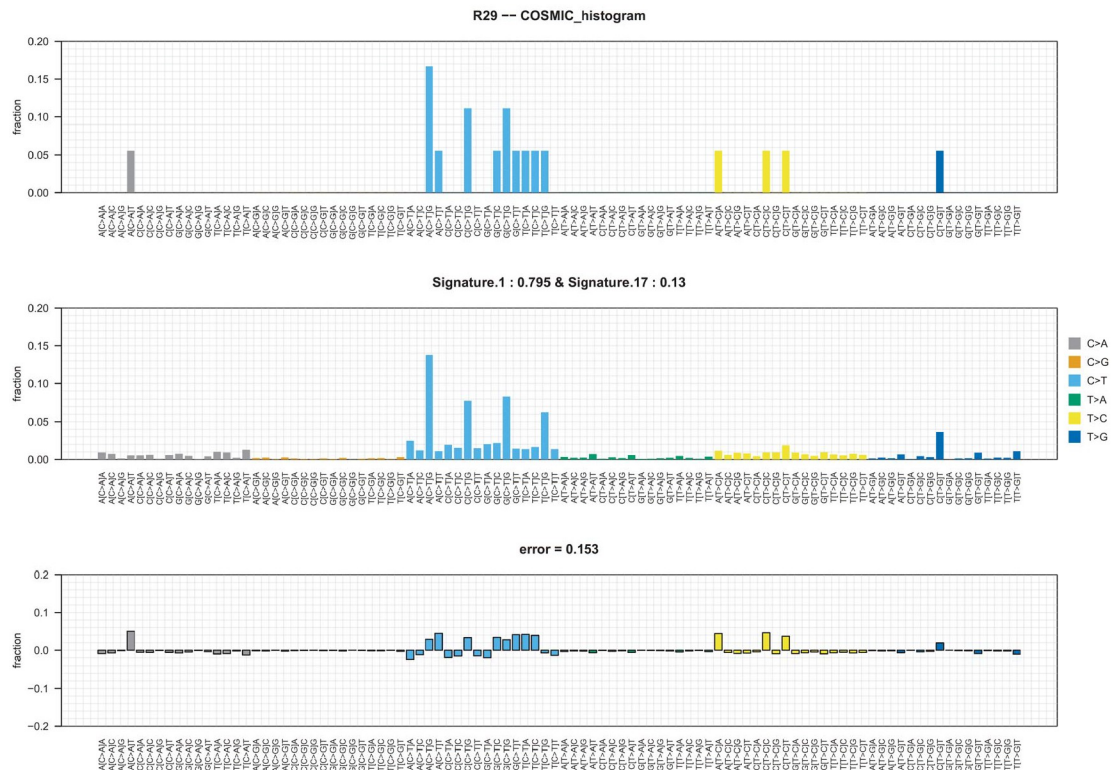 R29 −− COSMIC_histogram
fraction
0.20
0.15
0.10
0.05
0.00
A[C>A]A A[C>A]C A[C>A]G A[C>A]T C[C>A]A C[C>A]C C[C>A]G C[C>A]T G[C>A]A G[C>A]C G[C>A]G G[C>A]T T[C>A]A T[C>A]C T[C>A]G T[C>A]T A[C>G]A A[C>G]C A[C>G]G A[C>G]T C[C>G]A C[C>G]C C[C>G]G C[C>G]T G[C>G]A G[C>G]C G[C>G]G G[C>G]T T[C>G]A T[C>G]C T[C>G]G T[C>G]T A[C>T]A A[C>T]C A[C>T]G A[C>T]T C[C>T]A C[C>T]C C[C>T]G C[C>T]T G[C>T]A G[C>T]C G[C>T]G G[C>T]T T[C>T]A T[C>T]C T[C>T]G T[C>T]T A[T>A]A A[T>A]C A[T>A]G A[T>A]T C[T>A]A C[T>A]C C[T>A]G C[T>A]T G[T>A]A G[T>A]C G[T>A]G G[T>A]T T[T>A]A T[T>A]C T[T>A]G T[T>A]T A[T>C]A A[T>C]C A[T>C]G A[T>C]T C[T>C]A C[T>C]C C[T>C]G C[T>C]T G[T>C]A G[T>C]C G[T>C]G G[T>C]T T[T>C]A T[T>C]C T[T>C]G T[T>C]T A[T>G]A A[T>G]C A[T>G]G A[T>G]T C[T>G]A C[T>G]C C[T>G]G C[T>G]T G[T>G]A G[T>G]C G[T>G]G G[T>G]T T[T>G]A T[T>G]C T[T>G]G T[T>G]T
Signature.1 : 0.795 & Signature.17 : 0.13
fraction
0.20
0.15
0.10
0.05
0.00
A[C>A]A A[C>A]C A[C>A]G A[C>A]T C[C>A]A C[C>A]C C[C>A]G C[C>A]T G[C>A]A G[C>A]C G[C>A]G G[C>A]T T[C>A]A T[C>A]C T[C>A]G T[C>A]T A[C>G]A A[C>G]C A[C>G]G A[C>G]T C[C>G]A C[C>G]C C[C>G]G C[C>G]T G[C>G]A G[C>G]C G[C>G]G G[C>G]T T[C>G]A T[C>G]C T[C>G]G T[C>G]T A[C>T]A A[C>T]C A[C>T]G A[C>T]T C[C>T]A C[C>T]C C[C>T]G C[C>T]T G[C>T]A G[C>T]C G[C>T]G G[C>T]T T[C>T]A T[C>T]C T[C>T]G T[C>T]T A[T>A]A A[T>A]C A[T>A]G A[T>A]T C[T>A]A C[T>A]C C[T>A]G C[T>A]T G[T>A]A G[T>A]C G[T>A]G G[T>A]T T[T>A]A T[T>A]C T[T>A]G T[T>A]T A[T>C]A A[T>C]C A[T>C]G A[T>C]T C[T>C]A C[T>C]C C[T>C]G C[T>C]T G[T>C]A G[T>C]C G[T>C]G G[T>C]T T[T>C]A T[T>C]C T[T>C]G T[T>C]T A[T>G]A A[T>G]C A[T>G]G A[T>G]T C[T>G]A C[T>G]C C[T>G]G C[T>G]T G[T>G]A G[T>G]C G[T>G]G G[T>G]T T[T>G]A T[T>G]C T[T>G]G T[T>G]T
C>A
C>G
C>T
T>A
T>C
T>G
error = 0.153
fraction
0.2
0.1
0.0
−0.1
−0.2
A[C>A]A A[C>A]C A[C>A]G A[C>A]T C[C>A]A C[C>A]C C[C>A]G C[C>A]T G[C>A]A G[C>A]C G[C>A]G G[C>A]T T[C>A]A T[C>A]C T[C>A]G T[C>A]T A[C>G]A A[C>G]C A[C>G]G A[C>G]T C[C>G]A C[C>G]C C[C>G]G C[C>G]T G[C>G]A G[C>G]C G[C>G]G G[C>G]T T[C>G]A T[C>G]C T[C>G]G T[C>G]T A[C>T]A A[C>T]C A[C>T]G A[C>T]T C[C>T]A C[C>T]C C[C>T]G C[C>T]T G[C>T]A G[C>T]C G[C>T]G G[C>T]T T[C>T]A T[C>T]C T[C>T]G T[C>T]T A[T>A]A A[T>A]C A[T>A]G A[T>A]T C[T>A]A C[T>A]C C[T>A]G C[T>A]T G[T>A]A G[T>A]C G[T>A]G G[T>A]T T[T>A]A T[T>A]C T[T>A]G T[T>A]T A[T>C]A A[T>C]C A[T>C]G A[T>C]T C[T>C]A C[T>C]C C[T>C]G C[T>C]T G[T>C]A G[T>C]C G[T>C]G G[T>C]T T[T>C]A T[T>C]C T[T>C]G T[T>C]T A[T>G]A A[T>G]C A[T>G]G A[T>G]T C[T>G]A C[T>G]C C[T>G]G C[T>G]T G[T>G]A G[T>G]C G[T>G]G G[T>G]T T[T>G]A T[T>G]C T[T>G]G T[T>G]T